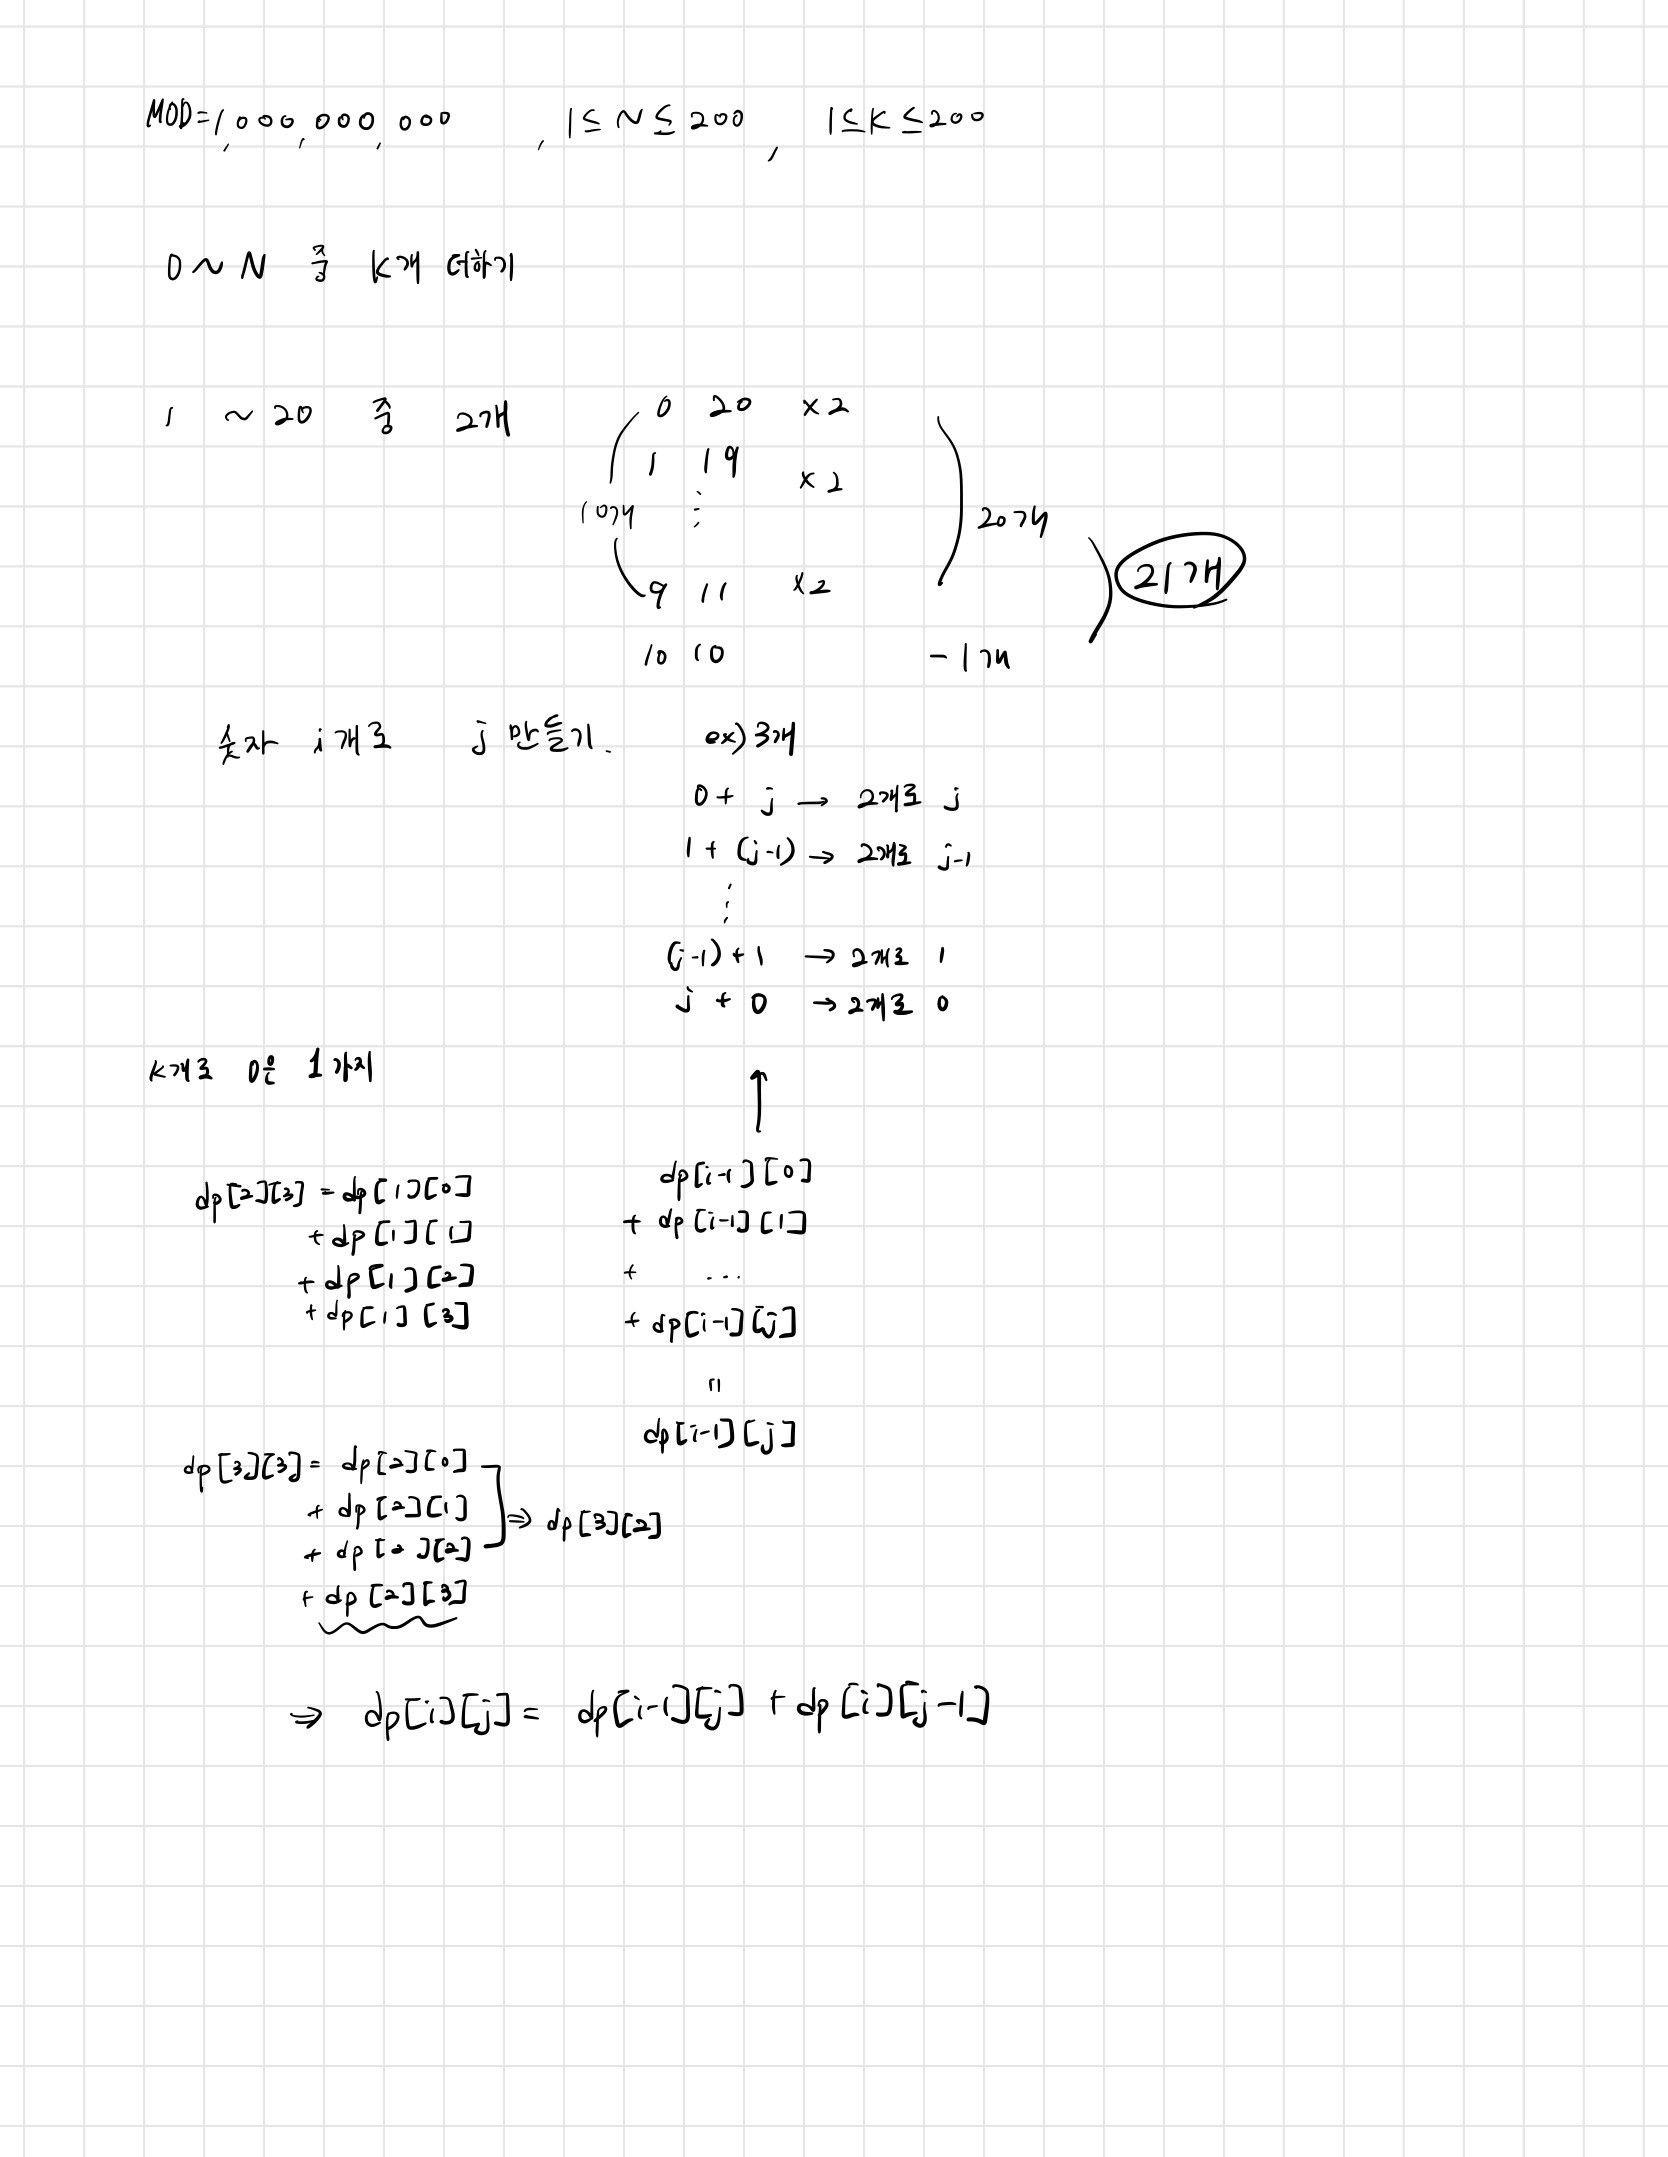 MOD=1,000,000,000 , 1≤N≤200 , 1≤K≤200
0~N 중 K개 더하기
1 ~20 중 2개
0 20 x2
1 19 x2
10개 ⋮ 20개
9 11 x2
21개
10 10 - 1개
숫자 i개로 j 만들기. ex) 3개
0+ j → 2개로 j
1 + (j-1) → 2개로 j-1
⋮
(j-1)+1 → 2개로 1
j + 0 → 2개로 0
K개로 0은 1가지
↑
dp[2][3] = dp[1][0]
+dp[1][1]
+dp[1][2]
+dp[1][3]
dp[i-1][0]
+ dp[i-1][1]
+ ...
+ dp[i-1][j]
=
dp[i-1][j]
dp[3][3]= dp[2][0]
+ dp[2][1]
+ dp[2][2]
+ dp[2][3]
⇒ dp[3][2]
⇒ dp[i][j]= dp[i-1][j] + dp[i][j-1]